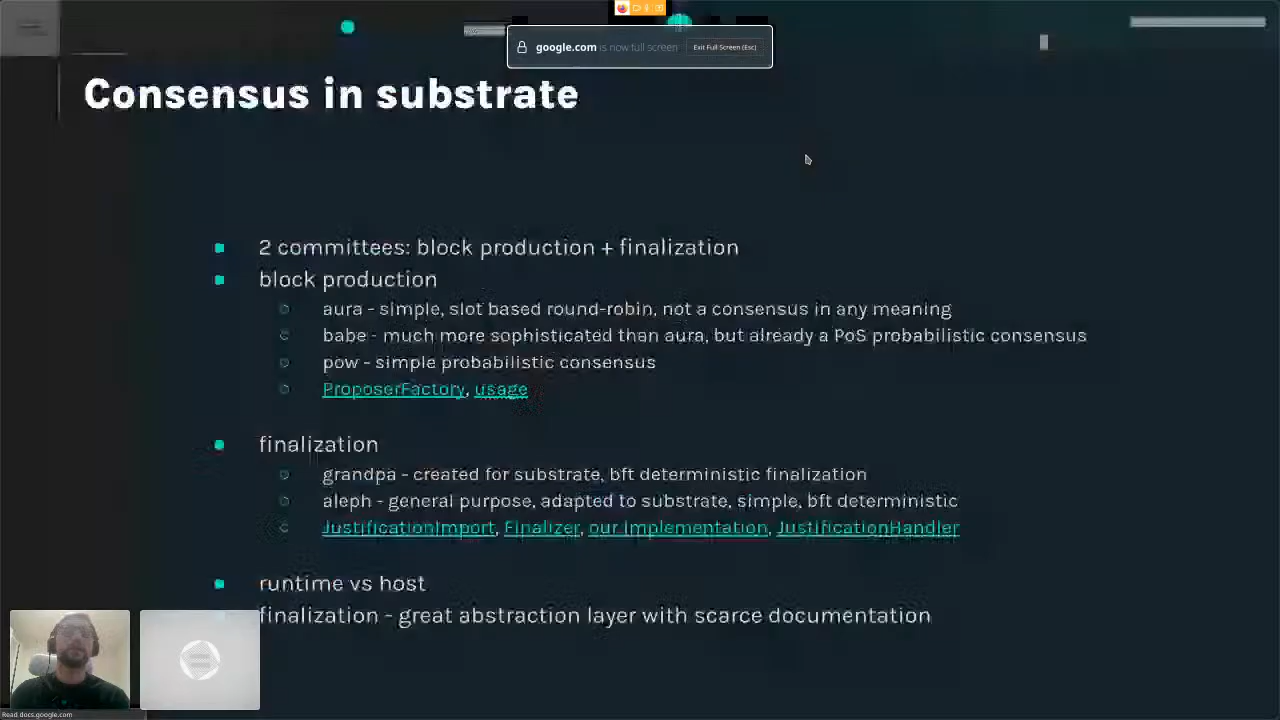 google.com is now full screen Exit Full Screen (Esc)
Consensus in substrate
2 committees: block production + finalization
block production
aura - simple, slot based round-robin, not a consensus in any meaning
babe - much more sophisticated than aura, but already a PoS probabilistic consensus
pow - simple probabilistic consensus
ProposerFactory, usage
finalization
grandpa - created for substrate, bft deterministic finalization
aleph - general purpose, adapted to substrate, simple, bft deterministic
JustificationImport, Finalizer, our implementation, JustificationHandler
runtime vs host
finalization - great abstraction layer with scarce documentation
Read docs.google.com